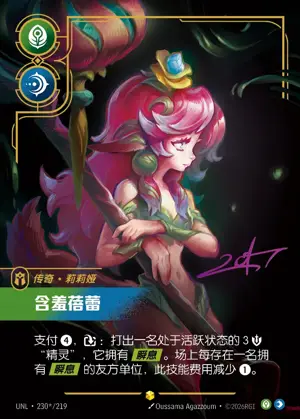 传奇·莉莉娅
含羞蓓蕾
支付4，：打出一名处于活跃状态的 3
“精灵”，它拥有 瞬息 。场上每存在一名拥
有 瞬息 的友方单位，此技能费用减少 1。
UNL · 230*/219
Oussama Agazzoum · ©2026RGI